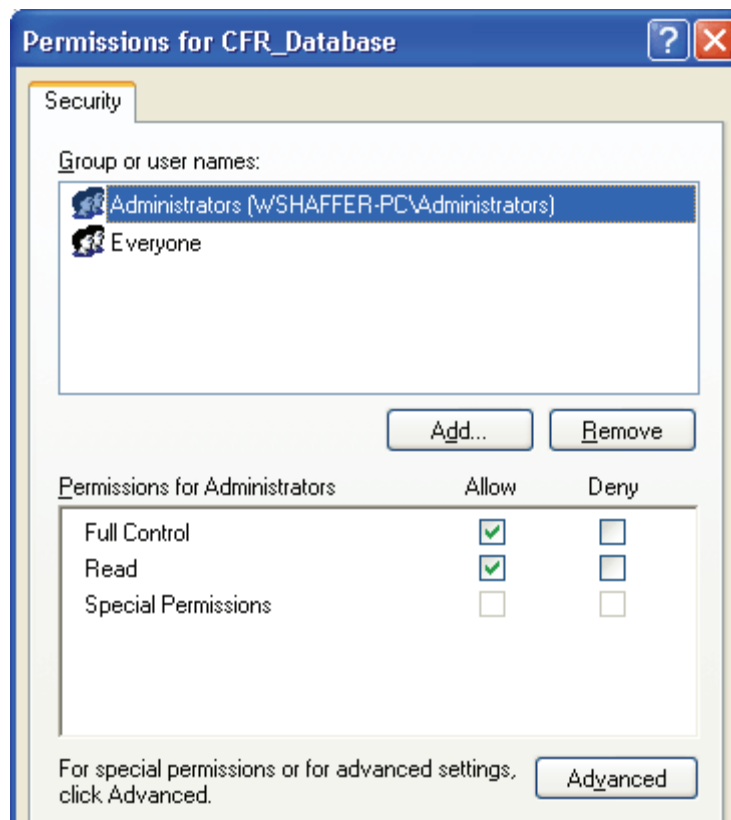 Permissions for CFR_Database
Security
Group or user names:
Administrators (WSHAFFER-PC\Administrators)
Everyone
Add... Remove
Permissions for Administrators Allow Deny
Full Control
Read
Special Permissions
For special permissions or for advanced settings,
click Advanced.
Advanced